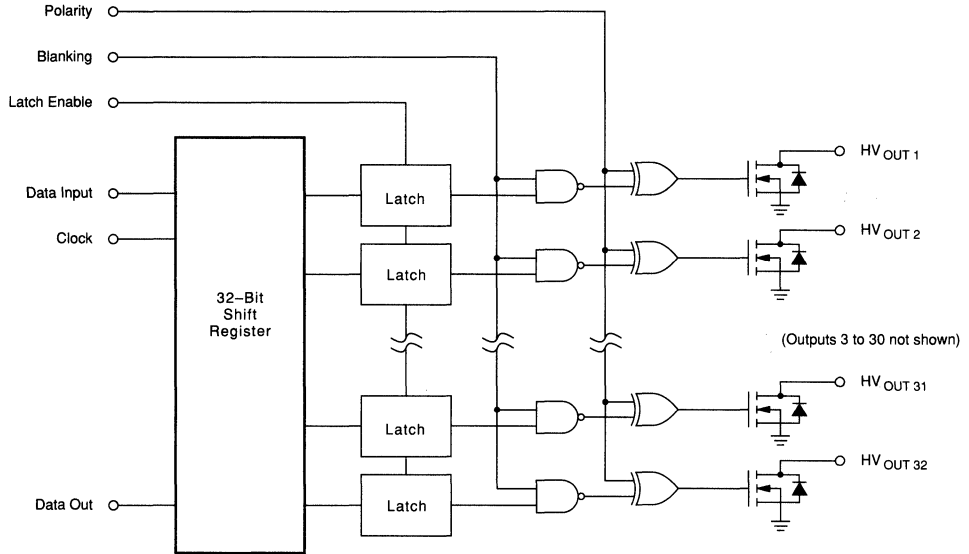 Polarity
Blanking
Latch Enable
Data Input
Clock
Data Out
32–Bit
Shift
Register
Latch
Latch
Latch
Latch
HV OUT 1
HV OUT 2
(Outputs 3 to 30 not shown)
HV OUT 31
HV OUT 32